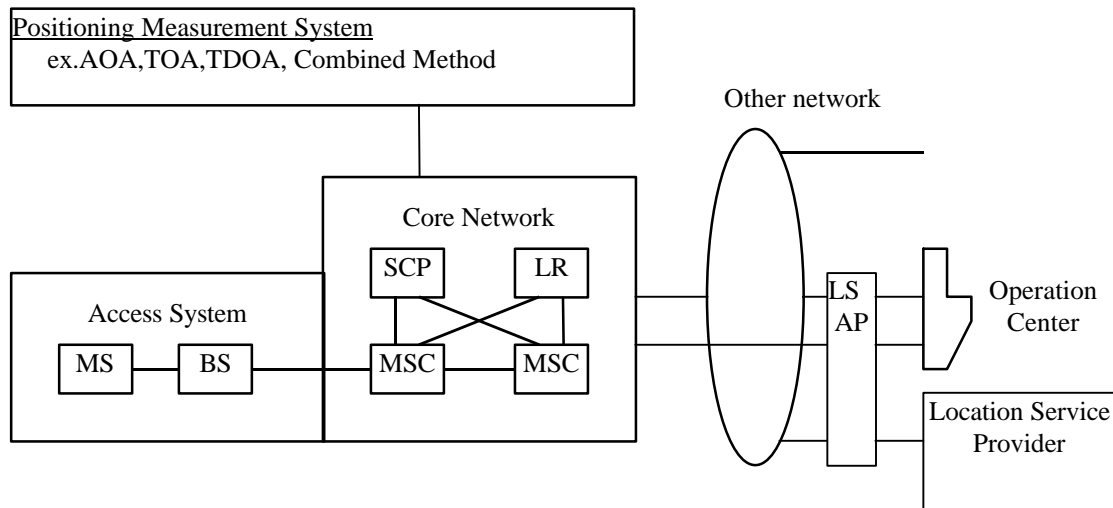 Positioning Measurement System
ex.AOA,TOA,TDOA, Combined Method
Other network
Core Network
SCP
LR
Access System
MS
BS
MSC
MSC
LS
AP
Operation
Center
Location Service
Provider